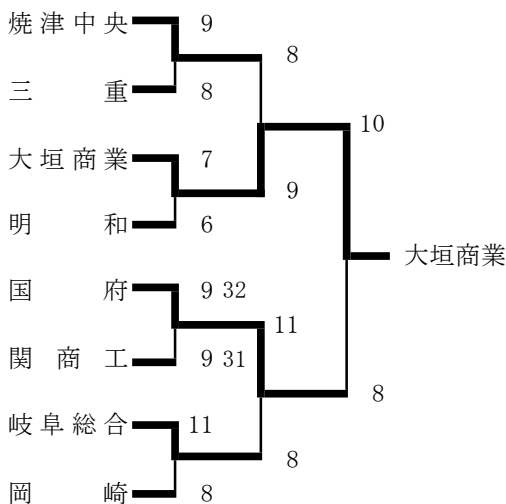 焼津中央 9
8
三重 8
10
大垣商業 7
9
明和 6
大垣商業
国府 9 32
11
関商工 9 31
8
岐阜総合 11
8
岡崎 8